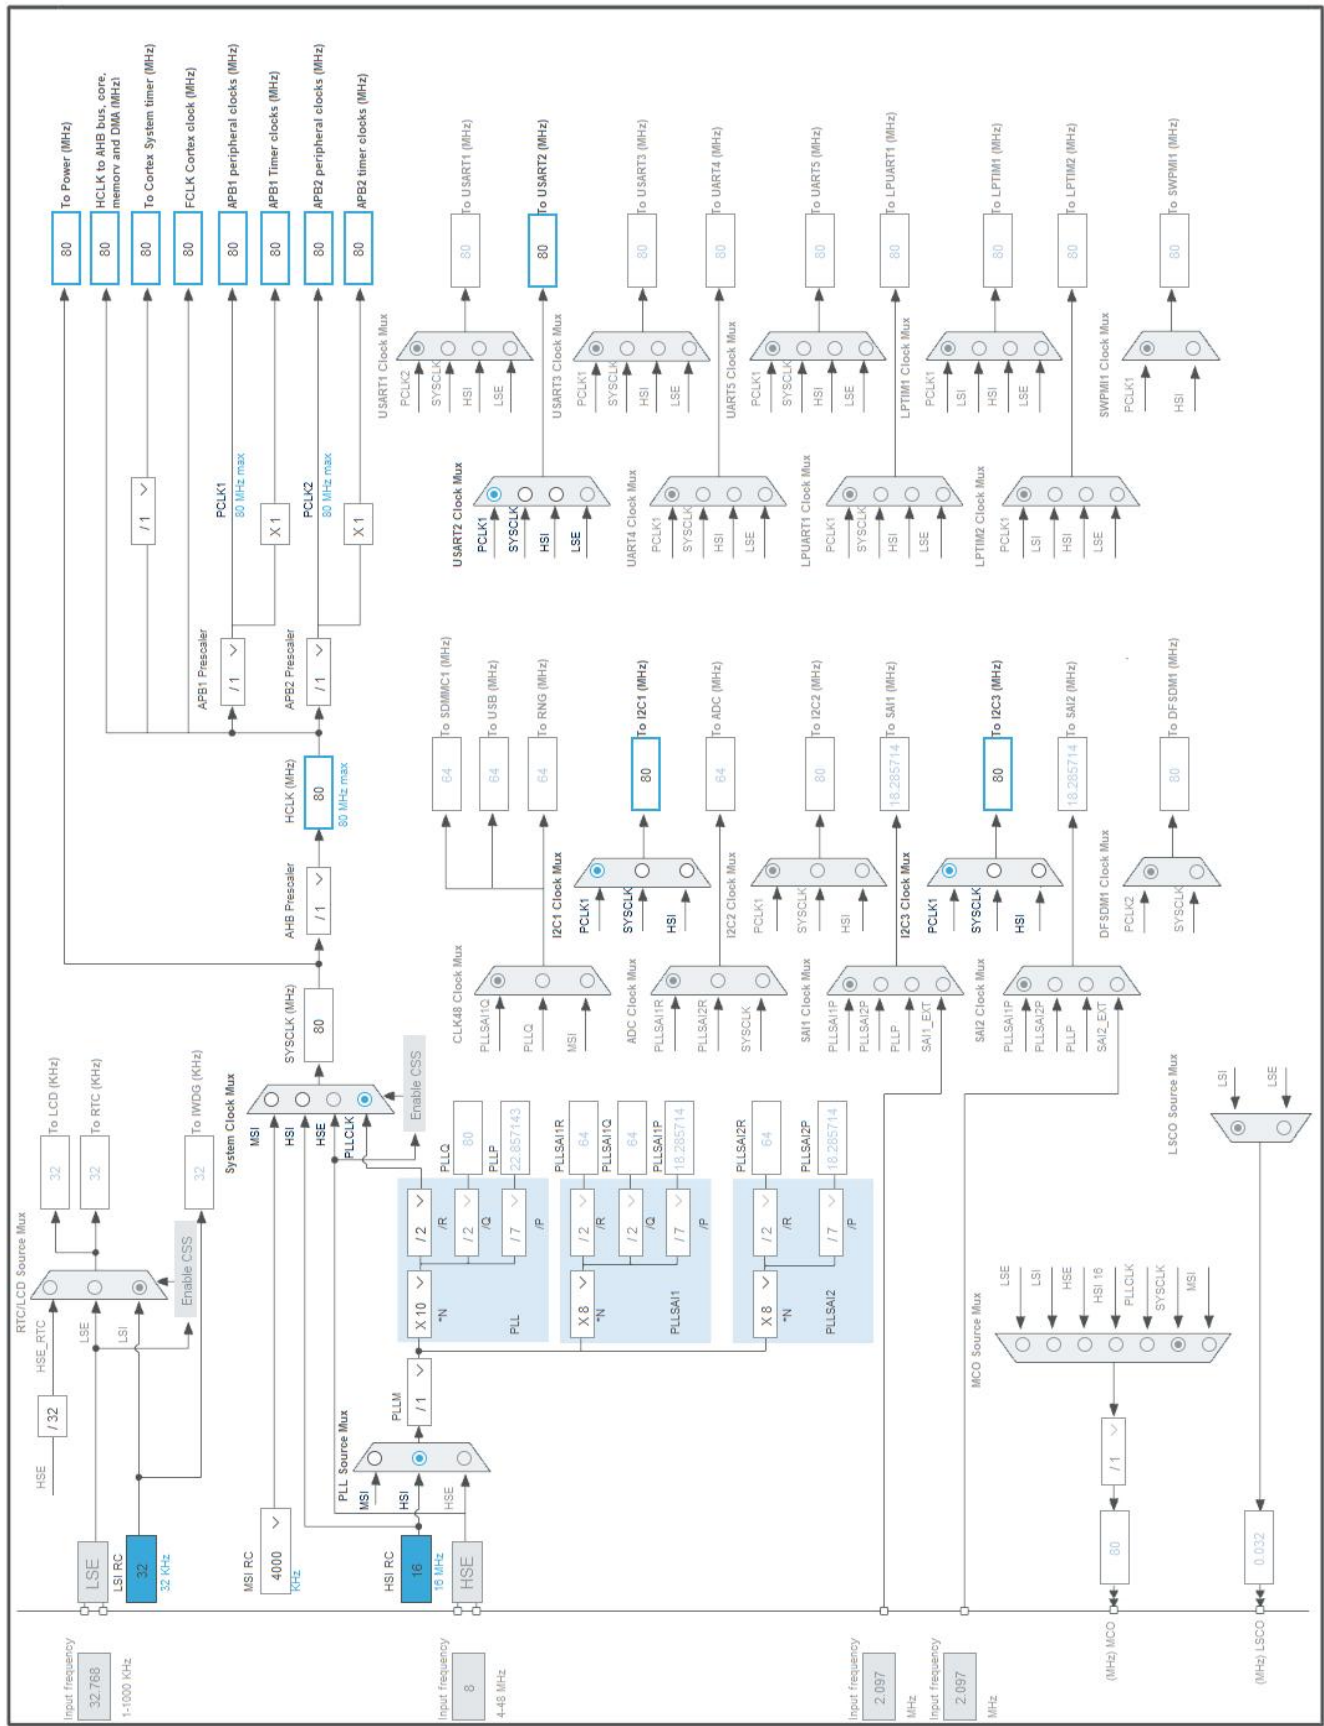 Input frequency
32.768
1-1000 KHz
LSE
LSI RC
32
32 KHz
HSE
/ 32
HSE_RTC
LSE
LSI
RTC/LCD Source Mux
Enable CSS
32
To LCD (KHz)
32
To RTC (KHz)
32
To IWDG (KHz)
MSI RC
4000
KHz
HSI RC
16
16 MHz
Input frequency
8
4-48 MHz
HSE
PLL Source Mux
MSI
HSI
HSE
PLLM
/ 1
X 10
*N
PLL
/ 2
/R
/ 2
/Q
/ 7
/P
PLLQ
80
PLLP
22.857143
X 8
*N
PLLSAI1
/ 2
/R
/ 2
/Q
/ 7
/P
PLLSAI1R
64
PLLSAI1Q
64
PLLSAI1P
18.285714
X 8
*N
PLLSAI2
/ 2
/R
/ 7
/P
PLLSAI2R
64
PLLSAI2P
18.285714
System Clock Mux
MSI
HSI
HSE
PLLCLK
Enable CSS
SYSCLK (MHz)
80
AHB Prescaler
/ 1
HCLK (MHz)
80
80 MHz max
APB1 Prescaler
/ 1
APB2 Prescaler
/ 1
/ 1
PCLK1
80 MHz max
X 1
PCLK2
80 MHz max
X 1
80
To Power (MHz)
80
HCLK to AHB bus, core,
memory and DMA (MHz)
80
To Cortex System timer (MHz)
80
FCLK Cortex clock (MHz)
80
APB1 peripheral clocks (MHz)
80
APB1 Timer clocks (MHz)
80
APB2 peripheral clocks (MHz)
80
APB2 timer clocks (MHz)
CLK48 Clock Mux
PLLSAI1Q
PLLQ
MSI
64
To SDMMC1 (MHz)
64
To USB (MHz)
64
To RNG (MHz)
I2C1 Clock Mux
PCLK1
SYSCLK
HSI
80
To I2C1 (MHz)
ADC Clock Mux
PLLSAI1R
PLLSAI2R
SYSCLK
64
To ADC (MHz)
I2C2 Clock Mux
PCLK1
SYSCLK
HSI
80
To I2C2 (MHz)
SAI1 Clock Mux
PLLSAI1P
PLLSAI2P
PLLP
SAI1_EXT
18.285714
To SAI1 (MHz)
I2C3 Clock Mux
PCLK1
SYSCLK
HSI
80
To I2C3 (MHz)
SAI2 Clock Mux
PLLSAI1P
PLLSAI2P
PLLP
SAI2_EXT
18.285714
To SAI2 (MHz)
DFSDM1 Clock Mux
PCLK2
SYSCLK
80
To DFSDM1 (MHz)
USART1 Clock Mux
PCLK2
SYSCLK
HSI
LSE
80
To USART1 (MHz)
USART2 Clock Mux
PCLK1
SYSCLK
HSI
LSE
80
To USART2 (MHz)
USART3 Clock Mux
PCLK1
SYSCLK
HSI
LSE
80
To USART3 (MHz)
UART4 Clock Mux
PCLK1
SYSCLK
HSI
LSE
80
To UART4 (MHz)
UART5 Clock Mux
PCLK1
SYSCLK
HSI
LSE
80
To UART5 (MHz)
LPUART1 Clock Mux
PCLK1
SYSCLK
HSI
LSE
80
To LPUART1 (MHz)
LPTIM1 Clock Mux
PCLK1
LSI
HSI
LSE
80
To LPTIM1 (MHz)
LPTIM2 Clock Mux
PCLK1
LSI
HSI
LSE
80
To LPTIM2 (MHz)
SWPMI1 Clock Mux
PCLK1
HSI
80
To SWPMI1 (MHz)
Input frequency
2.097
MHz
Input frequency
2.097
MHz
(MHz) MCO
80
/ 1
MCO Source Mux
LSE
LSI
HSE
HSI 16
PLLCLK
SYSCLK
MSI
(MHz) LSCO
0.032
LSCO Source Mux
LSI
LSE